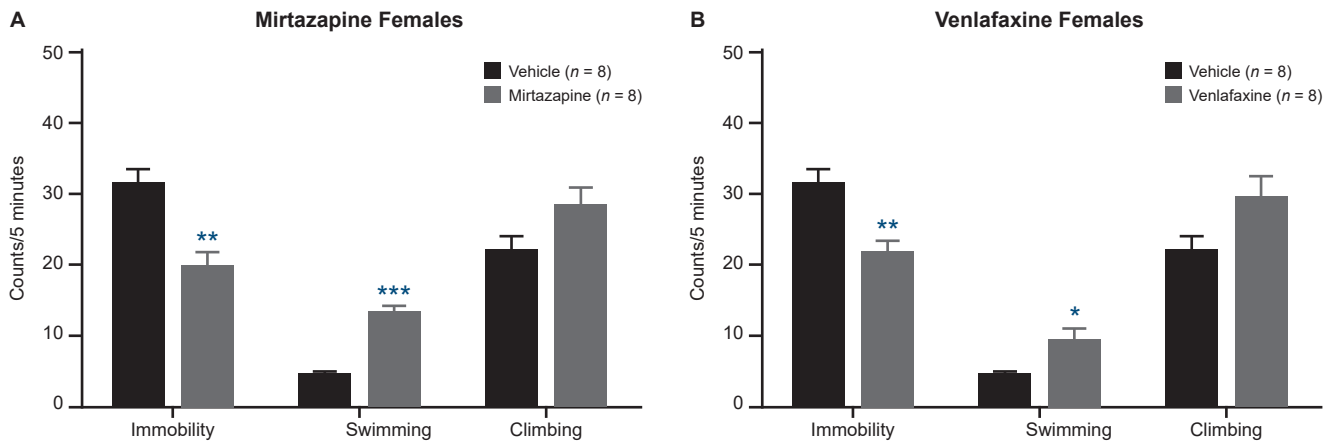 A
Mirtazapine Females
50
40
30
20
10
0
Counts/5 minutes
Vehicle (n = 8)
Mirtazapine (n = 8)
**
***
Immobility
Swimming
Climbing
B
Venlafaxine Females
50
40
30
20
10
0
Counts/5 minutes
Vehicle (n = 8)
Venlafaxine (n = 8)
**
*
Immobility
Swimming
Climbing